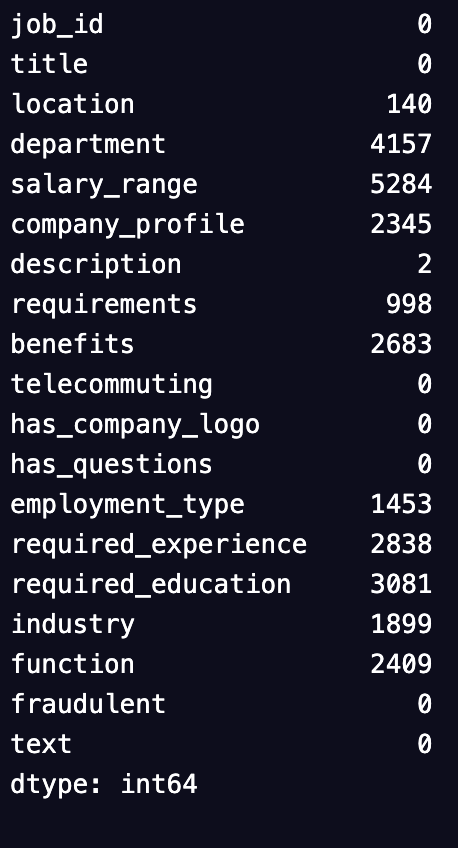 job_id 0
title 0
location 140
department 4157
salary_range 5284
company_profile 2345
description 2
requirements 998
benefits 2683
telecommuting 0
has_company_logo 0
has_questions 0
employment_type 1453
required_experience 2838
required_education 3081
industry 1899
function 2409
fraudulent 0
text 0
dtype: int64